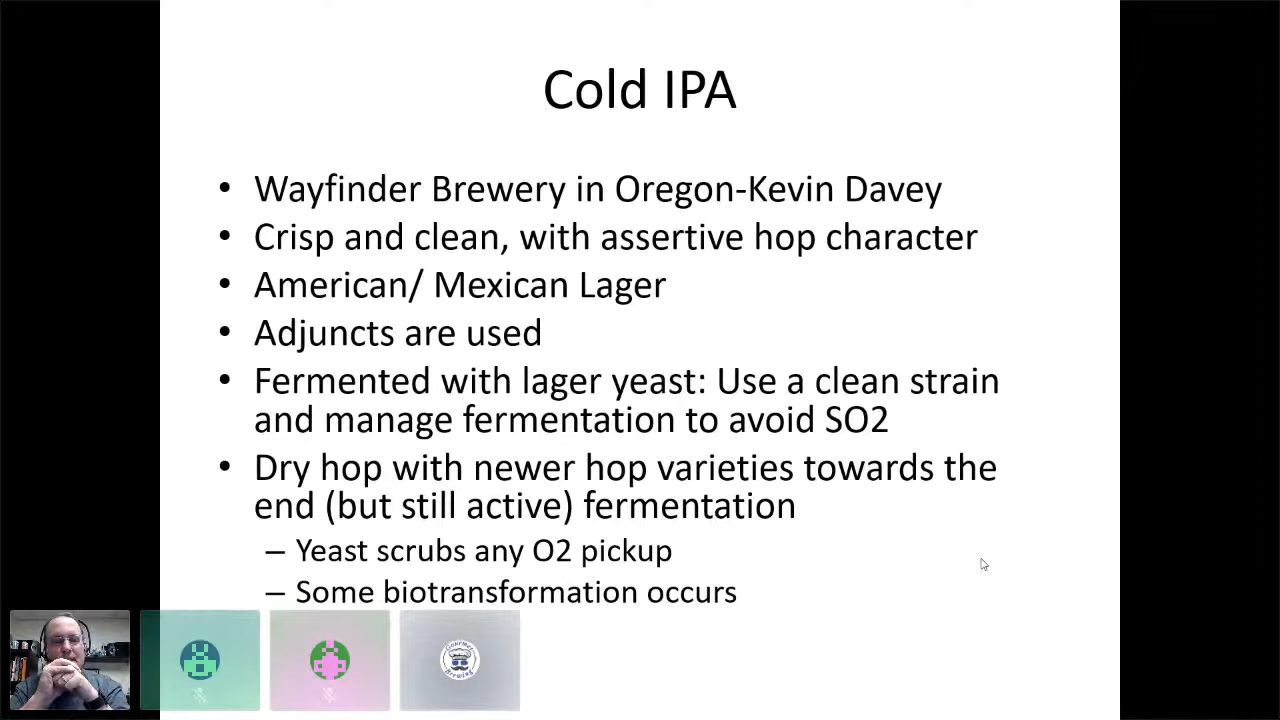 Cold IPA
• Wayfinder Brewery in Oregon-Kevin Davey
• Crisp and clean, with assertive hop character
• American/ Mexican Lager
• Adjuncts are used
• Fermented with lager yeast: Use a clean strain
and manage fermentation to avoid SO2
• Dry hop with newer hop varieties towards the
end (but still active) fermentation
– Yeast scrubs any O2 pickup
– Some biotransformation occurs
Gourmet
Brewing